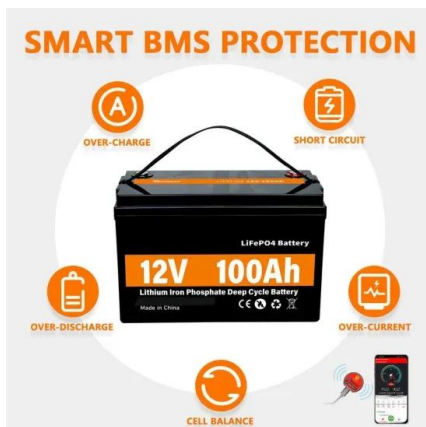 SMART BMS PROTECTION
A
OVER-CHARGE
SHORT CIRCUIT
LiFePO4 Battery
12V 100Ah
Lithium Iron Phosphate Deep Cycle Battery
Made in China
CE
OVER-DISCHARGE
OVER-CURRENT
CELL BALANCE